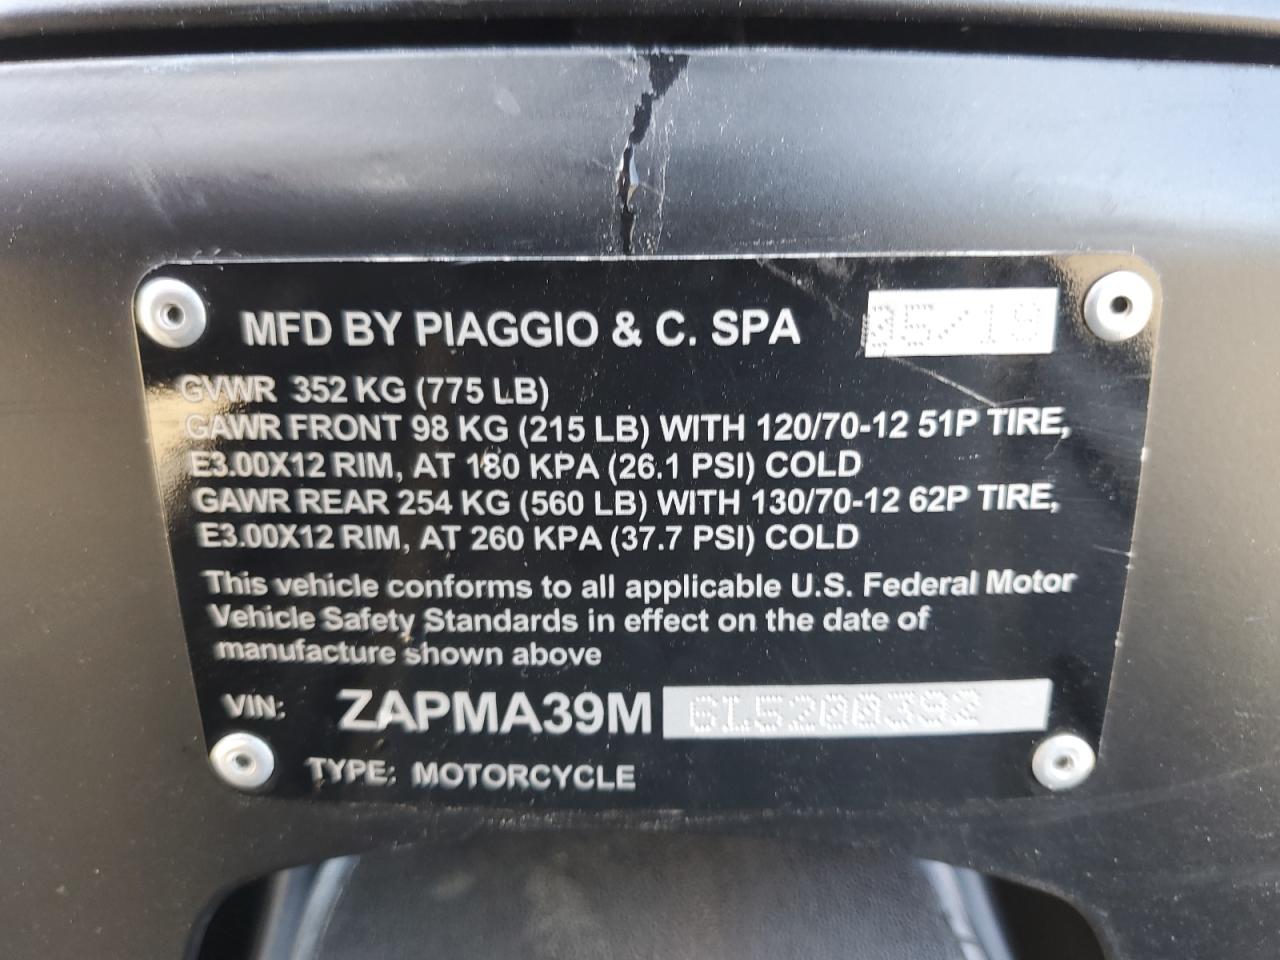 MFD BY PIAGGIO & C. SPA 05/18
GVWR 352 KG (775 LB)
GAWR FRONT 98 KG (215 LB) WITH 120/70-12 51P TIRE,
E3.00X12 RIM, AT 180 KPA (26.1 PSI) COLD
GAWR REAR 254 KG (560 LB) WITH 130/70-12 62P TIRE,
E3.00X12 RIM, AT 260 KPA (37.7 PSI) COLD
This vehicle conforms to all applicable U.S. Federal Motor
Vehicle Safety Standards in effect on the date of
manufacture shown above
VIN: ZAPMA39M 6L5200392
TYPE: MOTORCYCLE